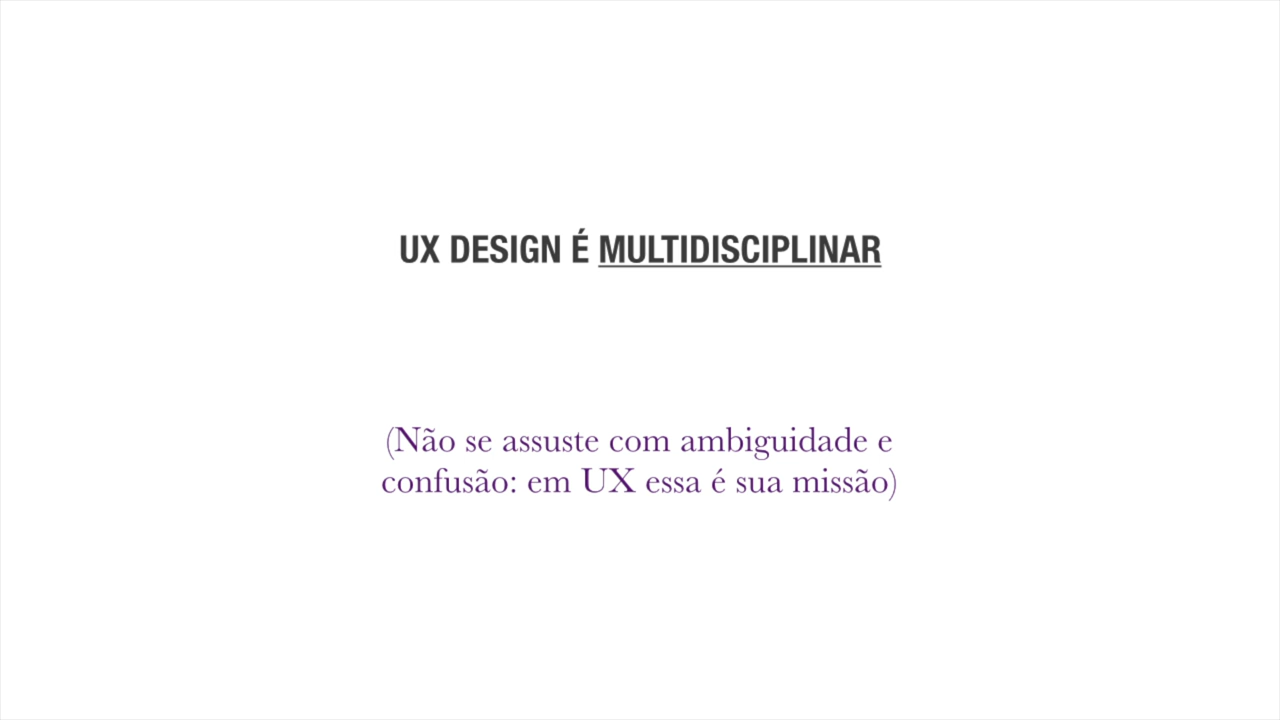 UX DESIGN É MULTIDISCIPLINAR
(Não se assuste com ambiguidade e
confusão: em UX essa é sua missão)